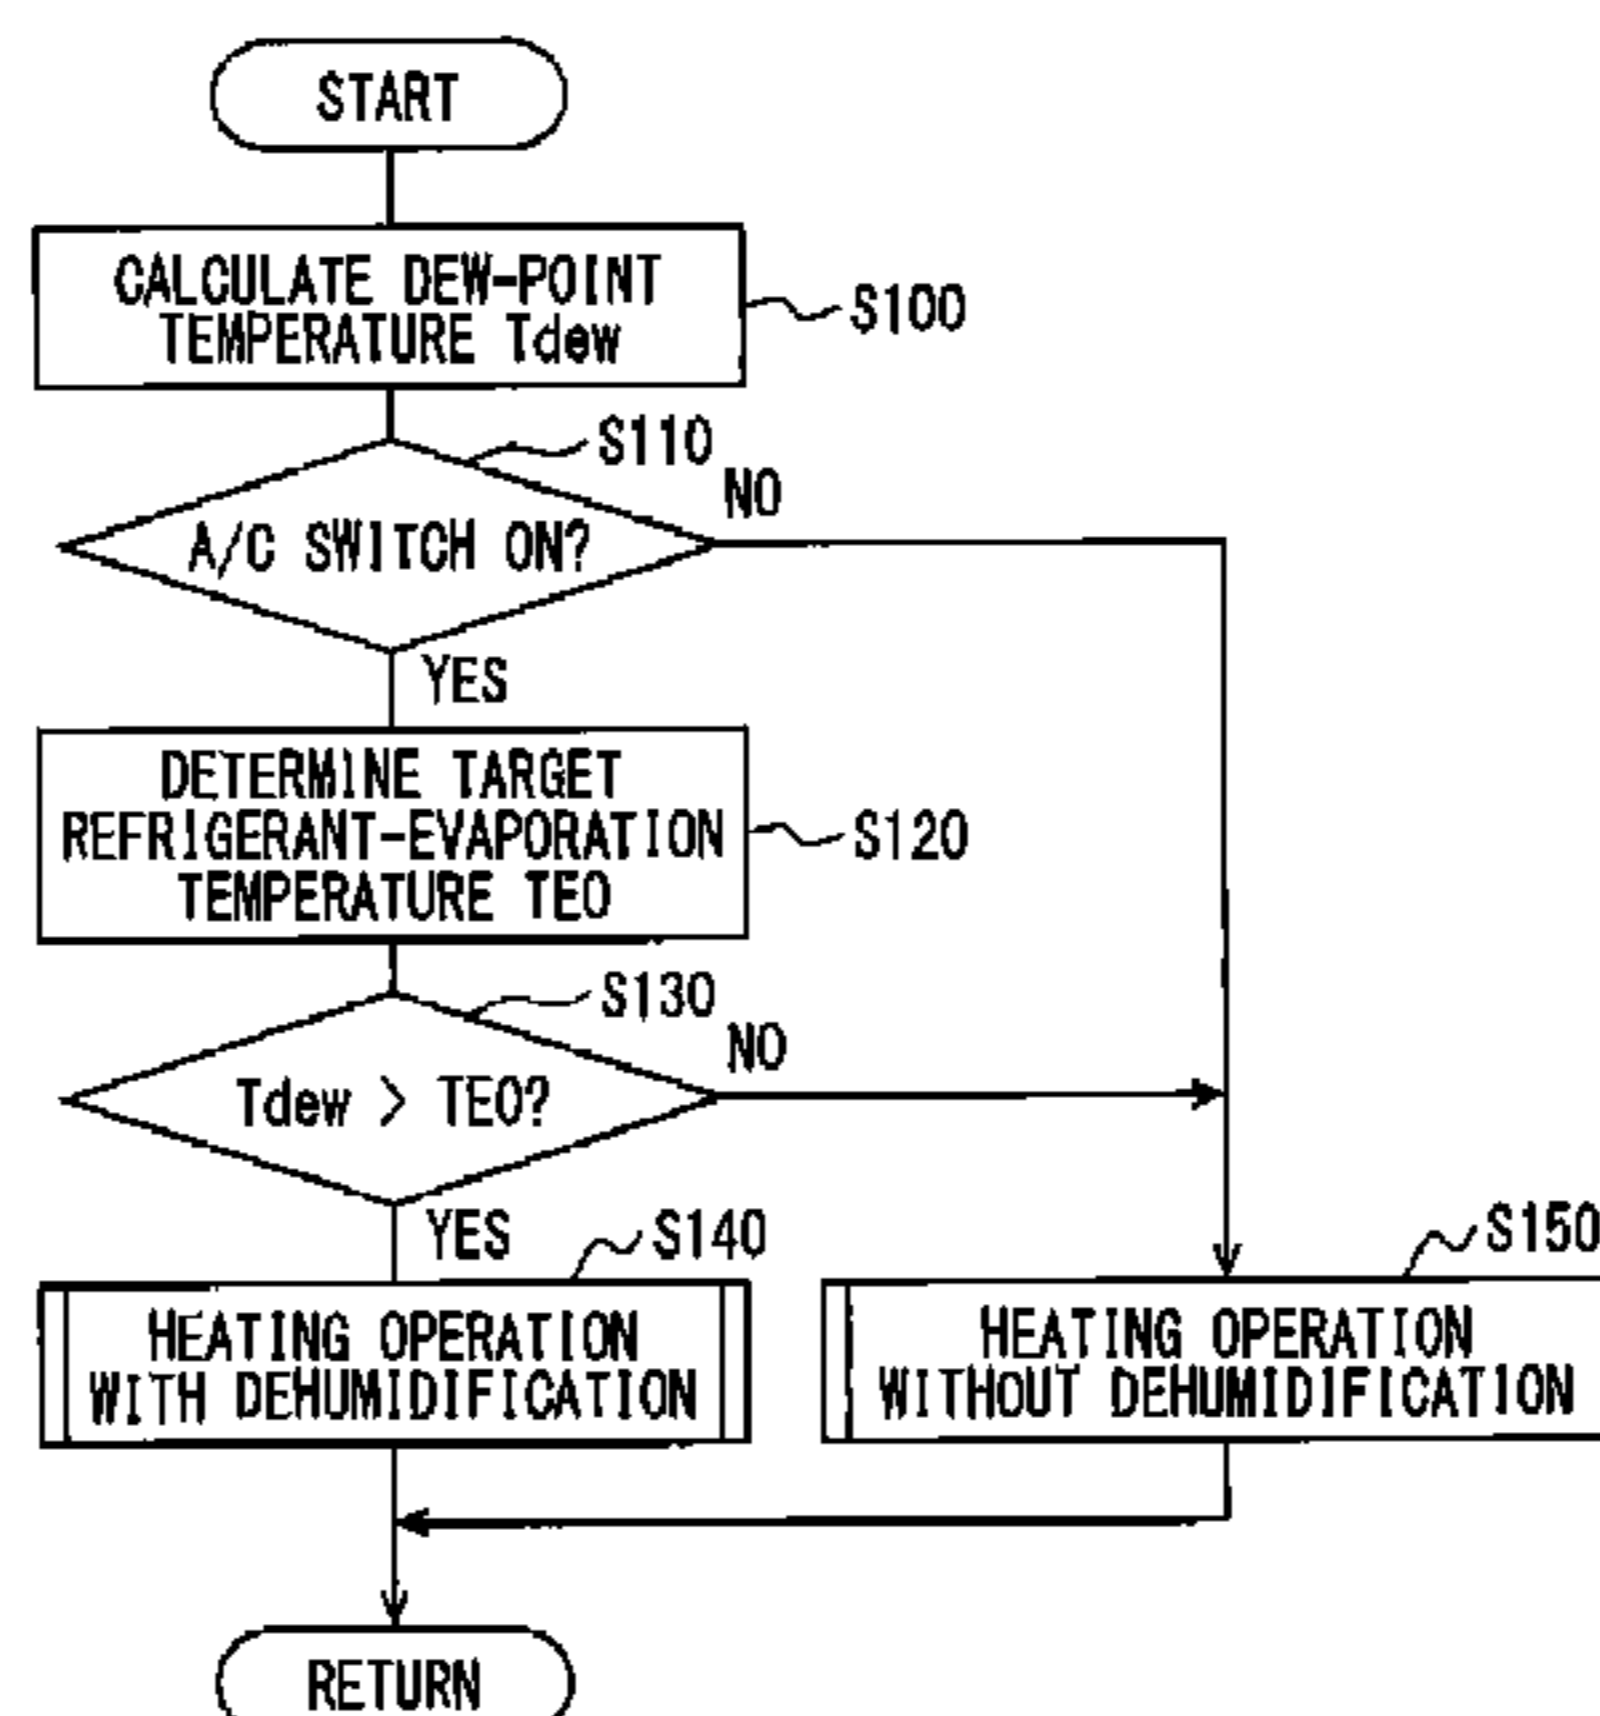 START
CALCULATE DEW-POINT
TEMPERATURE Tdew
S100
S110
A/C SWITCH ON?
NO
YES
DETERMINE TARGET
REFRIGERANT-EVAPORATION
TEMPERATURE TEO
S120
S130
Tdew > TEO?
NO
YES
S140
HEATING OPERATION
WITH DEHUMIDIFICATION
S150
HEATING OPERATION
WITHOUT DEHUMIDIFICATION
RETURN